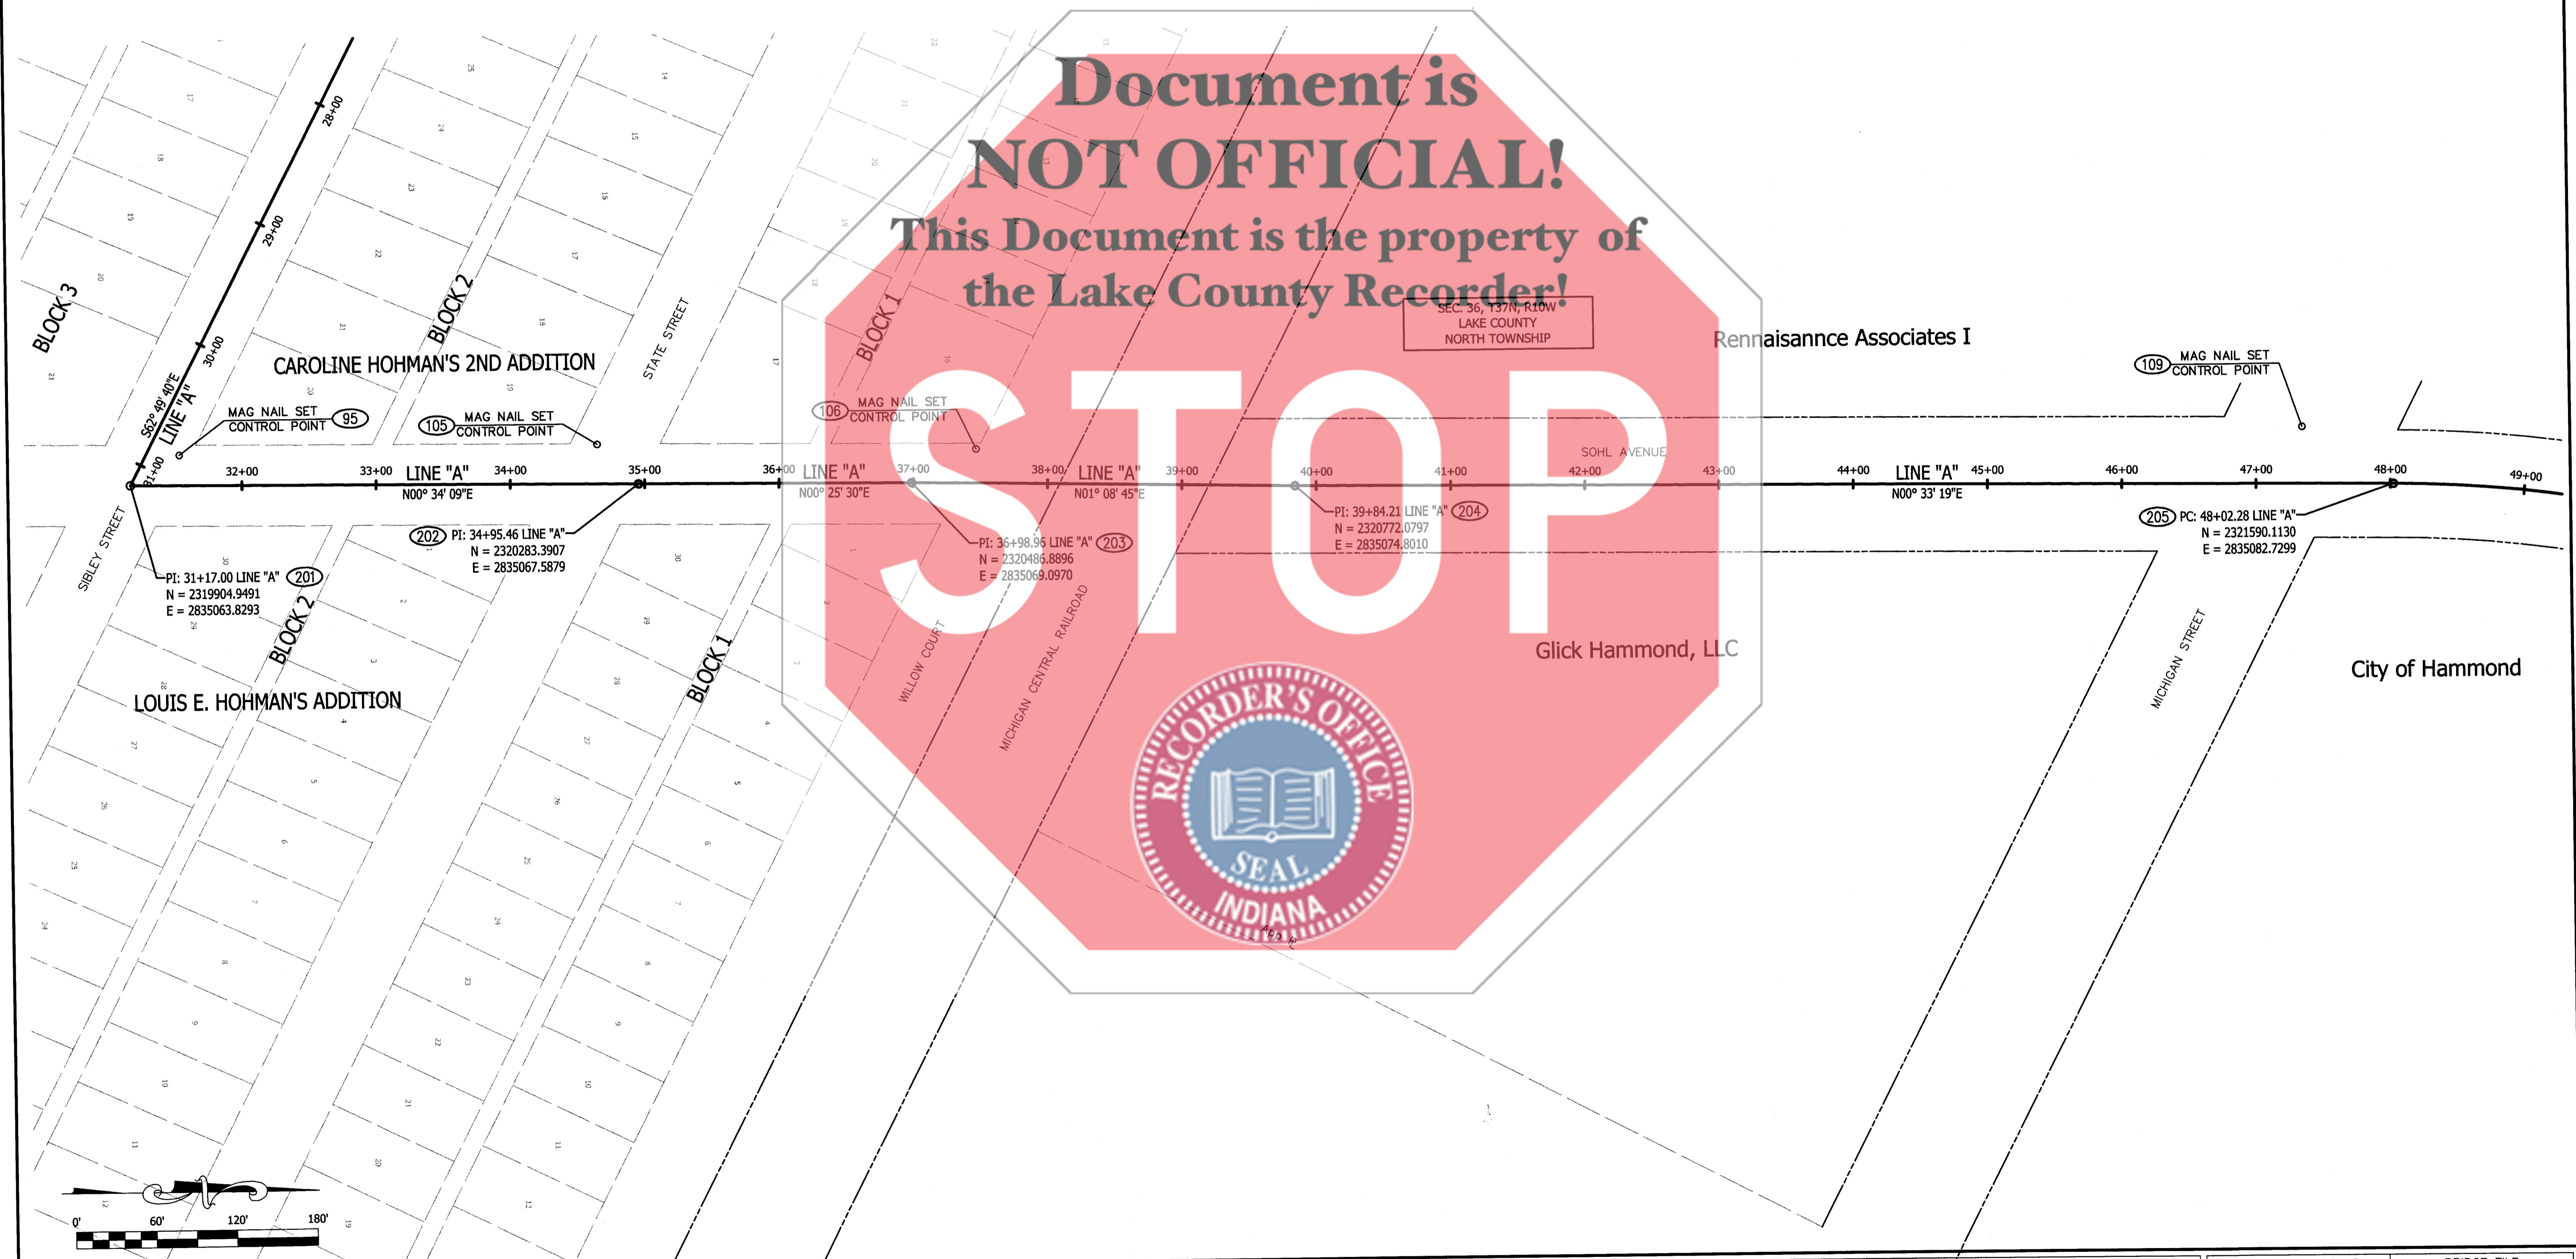 Document is
NOT OFFICIAL!
This Document is the property of
the Lake County Recorder!
STOP
RECORDER'S OFFICE
SEAL
INDIANA
SEC. 36, T37N, R10W
LAKE COUNTY
NORTH TOWNSHIP
Rennaisannce Associates I
28+00
29+00
30+00
31+00
S62° 49' 40"E
LINE "A"
BLOCK 3
BLOCK 2
BLOCK 1
CAROLINE HOHMAN'S 2ND ADDITION
STATE STREET
MAG NAIL SET
CONTROL POINT
95
105
MAG NAIL SET
CONTROL POINT
106
MAG NAIL SET
CONTROL POINT
109
MAG NAIL SET
CONTROL POINT
SOHL AVENUE
32+00
33+00
LINE "A"
N00° 34' 09"E
34+00
35+00
36+00
LINE "A"
N00° 25' 30"E
37+00
38+00
LINE "A"
N01° 08' 45"E
39+00
40+00
41+00
42+00
43+00
44+00
LINE "A"
N00° 33' 19"E
45+00
46+00
47+00
48+00
49+00
SIBLEY STREET
PI: 31+17.00 LINE "A" 201
N = 2319904.9491
E = 2835063.8293
202 PI: 34+95.46 LINE "A"
N = 2320283.3907
E = 2835067.5879
PI: 36+98.96 LINE "A" 203
N = 2320486.8896
E = 2835069.0970
PI: 39+84.21 LINE "A" 204
N = 2320772.0797
E = 2835074.8010
205 PC: 48+02.28 LINE "A"
N = 2321590.1130
E = 2835082.7299
BLOCK 2
BLOCK 1
LOUIS E. HOHMAN'S ADDITION
WILLOW COURT
MICHIGAN CENTRAL RAILROAD
Glick Hammond, LLC
MICHIGAN STREET
City of Hammond
0' 60' 120' 180'